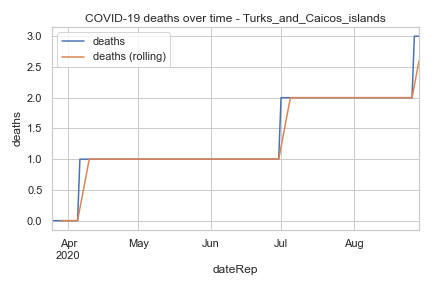 COVID-19 deaths over time - Turks_and_Caicos_islands
deaths
deaths (rolling)
3.0
2.5
2.0
1.5
1.0
0.5
0.0
deaths
Apr May Jun Jul Aug
2020
dateRep